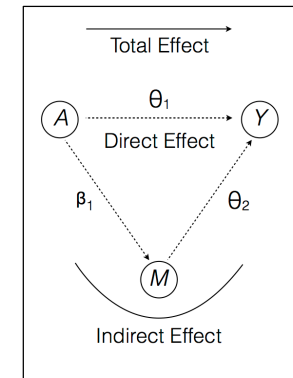 Total Effect
A
θ₁
Y
Direct Effect
β₁
θ₂
M
Indirect Effect